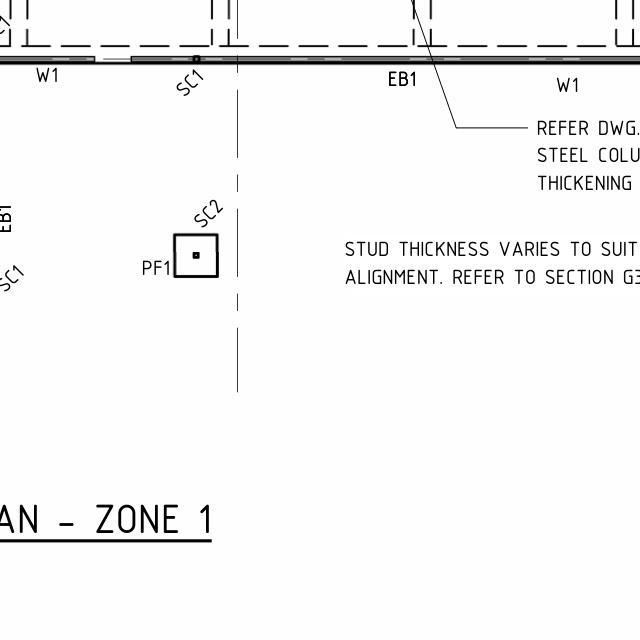 W1
SC1
EB1
W1
REFER DWG.
STEEL COLU
THICKENING
EB1
SC2
PF1
SC1
STUD THICKNESS VARIES TO SUIT
ALIGNMENT. REFER TO SECTION G3
AN - ZONE 1